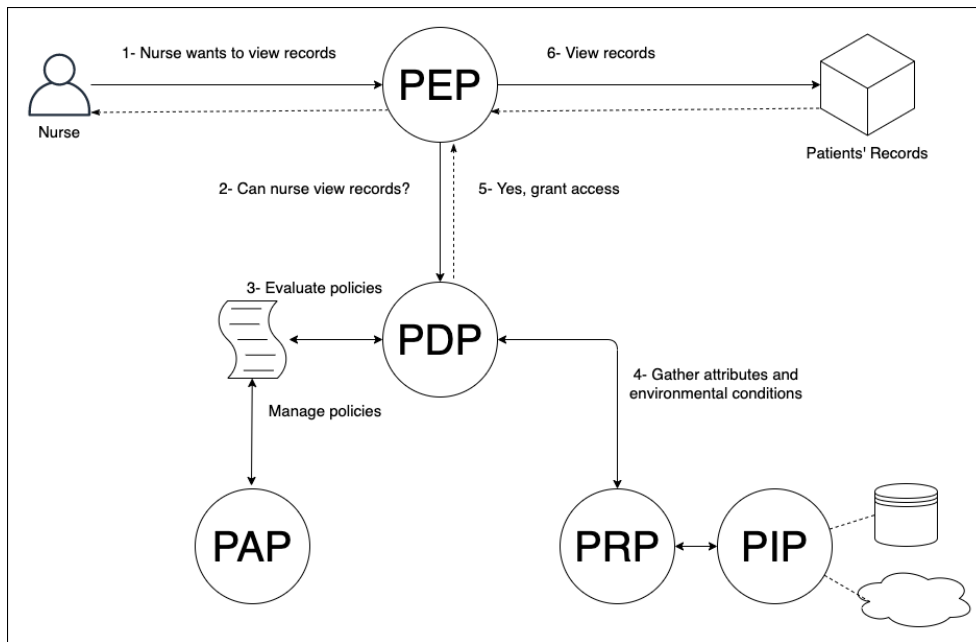 1- Nurse wants to view records
6- View records
PEP
Nurse
Patients' Records
2- Can nurse view records?
5- Yes, grant access
3- Evaluate policies
PDP
4- Gather attributes and
environmental conditions
Manage policies
PAP
PRP
PIP